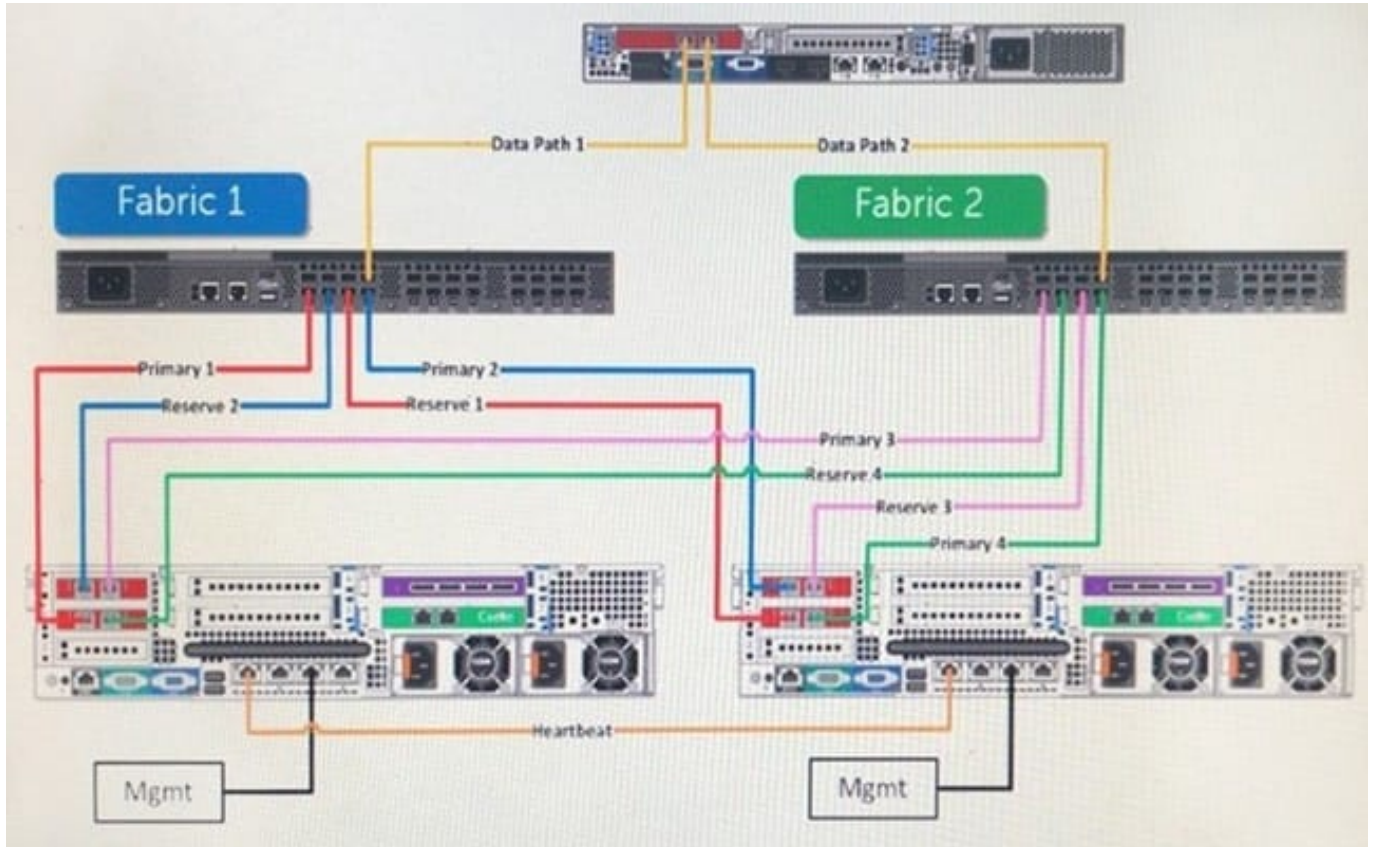 Data Path 1
Data Path 2
Fabric 1
Fabric 2
Primary 1
Primary 2
Reserve 2
Reserve 1
Primary 3
Reserve 4
Reserve 3
Primary 4
Heartbeat
Mgmt
Mgmt